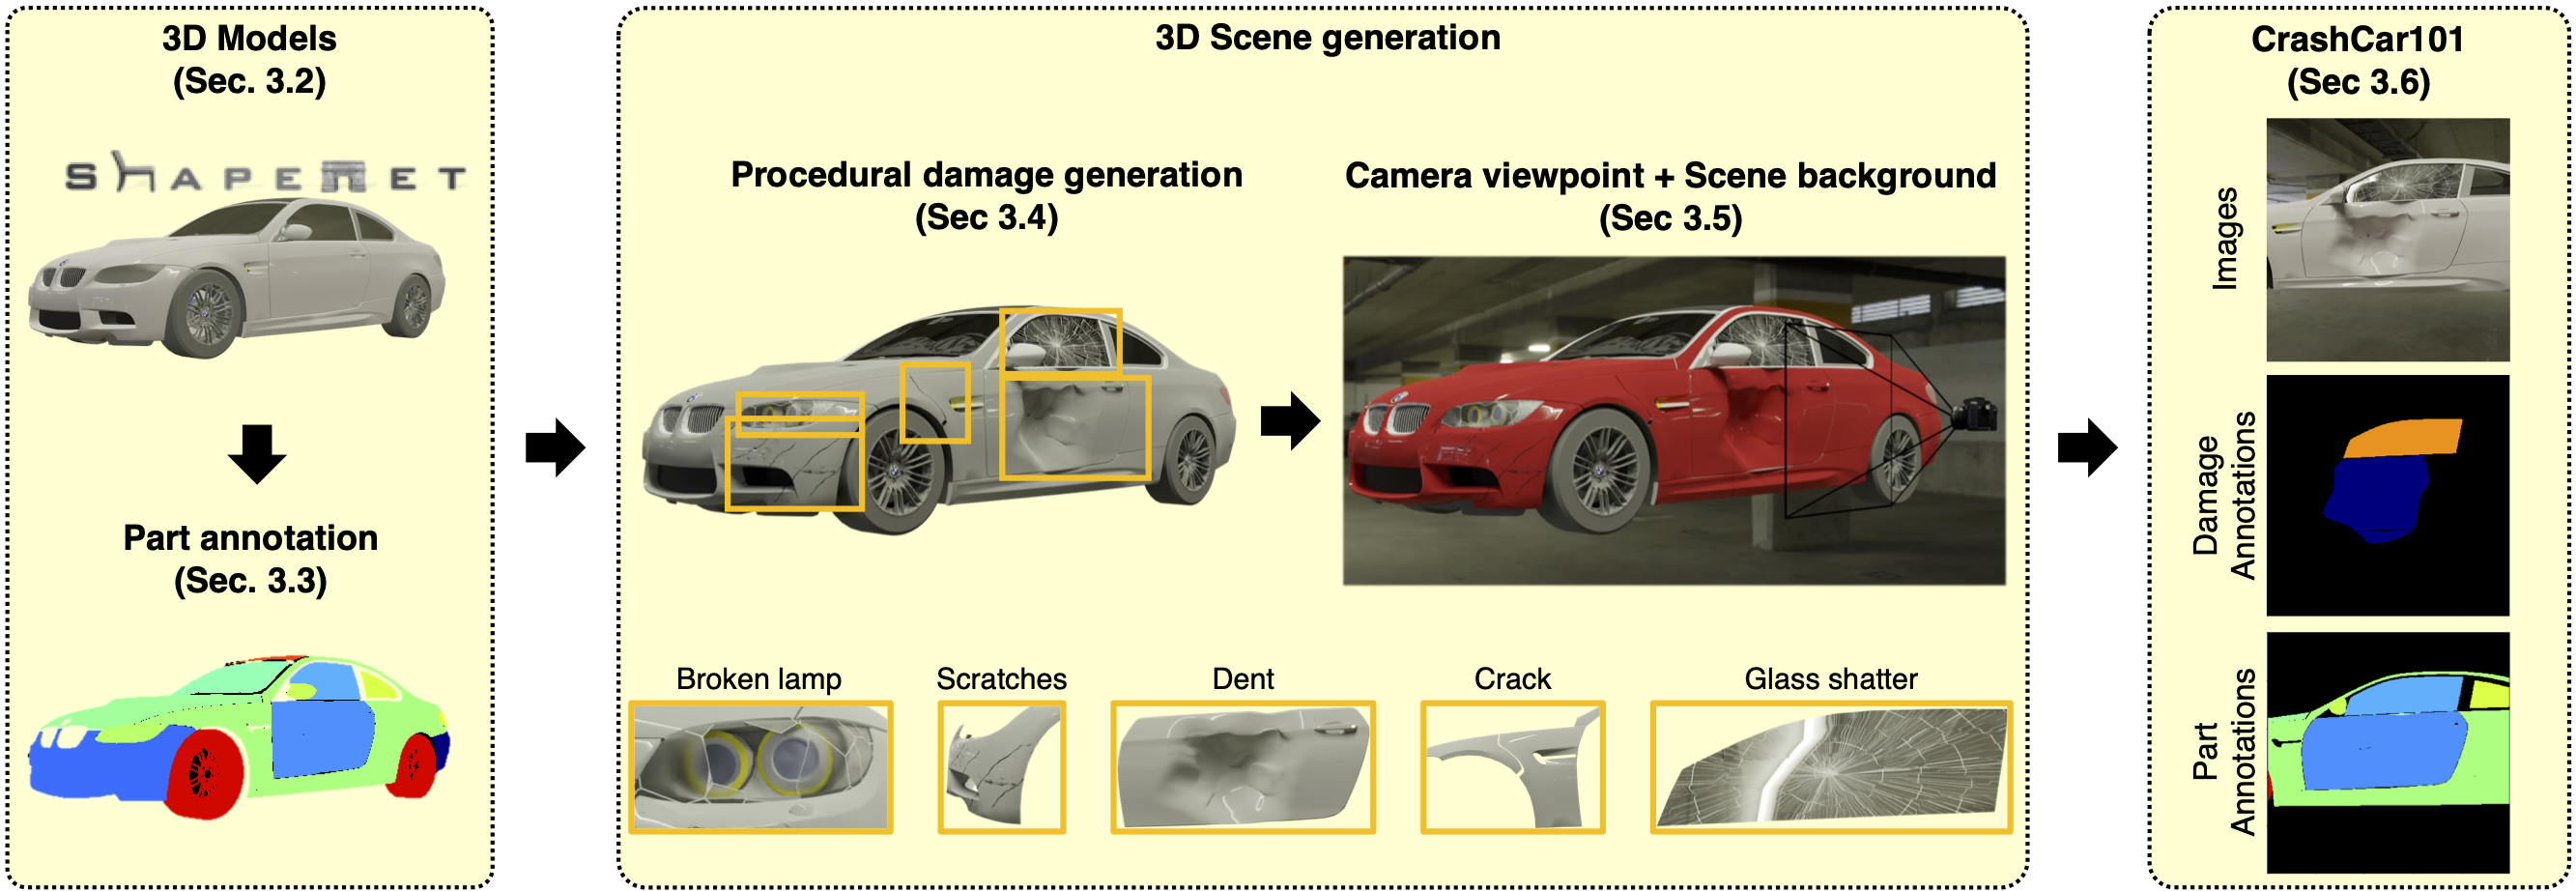 3D Models
(Sec. 3.2)
SHAPENET
Part annotation
(Sec. 3.3)
3D Scene generation
Procedural damage generation
(Sec 3.4)
Camera viewpoint + Scene background
(Sec 3.5)
Broken lamp
Scratches
Dent
Crack
Glass shatter
CrashCar101
(Sec 3.6)
Images
Damage
Annotations
Part
Annotations